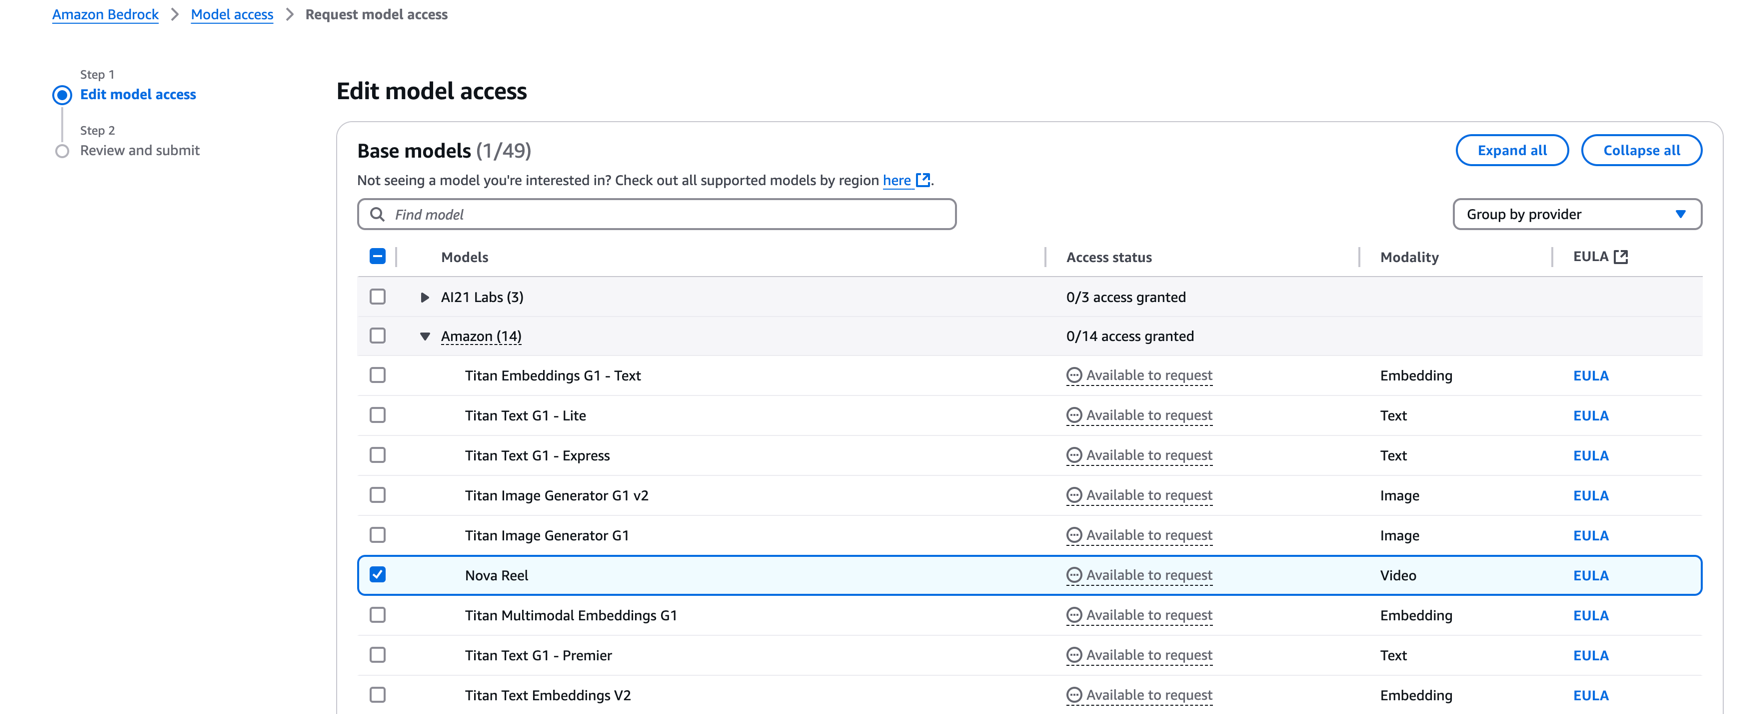 Amazon Bedrock > Model access > Request model access
Step 1
Edit model access
Step 2
Review and submit
Edit model access
Base models (1/49)
Expand all
Collapse all
Not seeing a model you're interested in? Check out all supported models by region here.
Find model
Group by provider
Models Access status Modality EULA
AI21 Labs (3) 0/3 access granted
Amazon (14) 0/14 access granted
Titan Embeddings G1 - Text Available to request Embedding EULA
Titan Text G1 - Lite Available to request Text EULA
Titan Text G1 - Express Available to request Text EULA
Titan Image Generator G1 v2 Available to request Image EULA
Titan Image Generator G1 Available to request Image EULA
Nova Reel Available to request Video EULA
Titan Multimodal Embeddings G1 Available to request Embedding EULA
Titan Text G1 - Premier Available to request Text EULA
Titan Text Embeddings V2 Available to request Embedding EULA